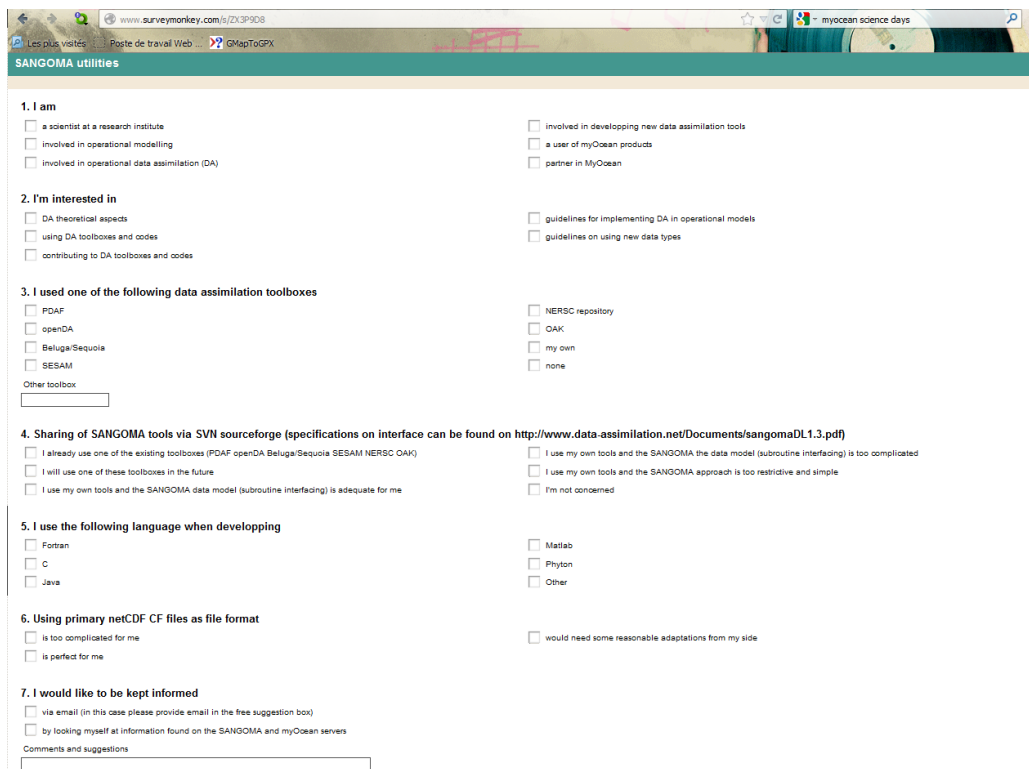 www.surveymonkey.com/s/ZX3P9D8 myocean science days
Les plus visités Poste de travail Web ... GMapToGPX
SANGOMA utilities
1. I am
a scientist at a research institute involved in developping new data assimilation tools
involved in operational modelling a user of myOcean products
involved in operational data assimilation (DA) partner in MyOcean
2. I'm interested in
DA theoretical aspects guidelines for implementing DA in operational models
using DA toolboxes and codes guidelines on using new data types
contributing to DA toolboxes and codes
3. I used one of the following data assimilation toolboxes
PDAF NERSC repository
openDA OAK
Beluga/Sequoia my own
SESAM none
Other toolbox
4. Sharing of SANGOMA tools via SVN sourceforge (specifications on interface can be found on http://www.data-assimilation.net/Documents/sangomaDL1.3.pdf)
I already use one of the existing toolboxes (PDAF openDA Beluga/Sequoia SESAM NERSC OAK) I use my own tools and the SANGOMA the data model (subroutine interfacing) is too complicated
I will use one of these toolboxes in the future I use my own tools and the SANGOMA approach is too restrictive and simple
I use my own tools and the SANGOMA data model (subroutine interfacing) is adequate for me I'm not concerned
5. I use the following language when developping
Fortran Matlab
C Phyton
Java Other
6. Using primary netCDF CF files as file format
is too complicated for me would need some reasonable adaptations from my side
is perfect for me
7. I would like to be kept informed
via email (in this case please provide email in the free suggestion box)
by looking myself at information found on the SANGOMA and myOcean servers
Comments and suggestions